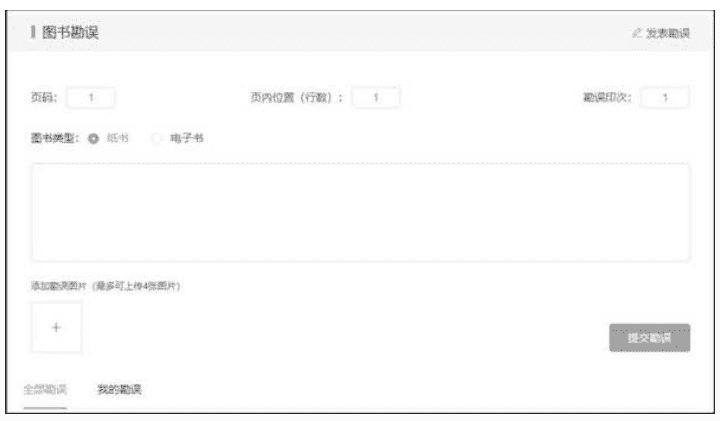 图书勘误 发表勘误
页码： 1 页内位置（行数）： 1 勘误印次： 1
图书类型： 纸书 电子书
添加勘误图片（最多可上传4张图片）
+
提交勘误
全部勘误 我的勘误